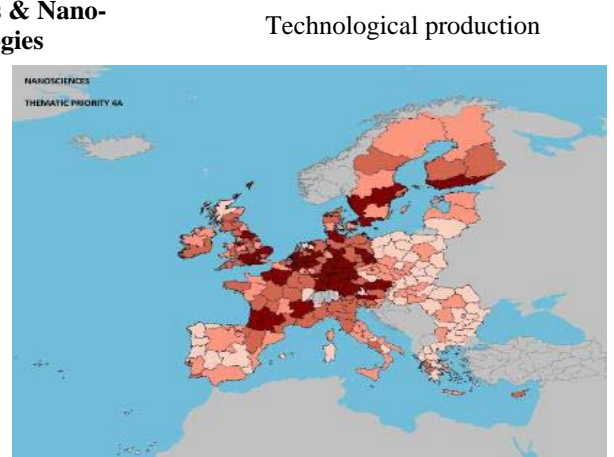 s & Nano-
gies
Technological production
NANOSCIENCES
THEMATIC PRIORITY 4A